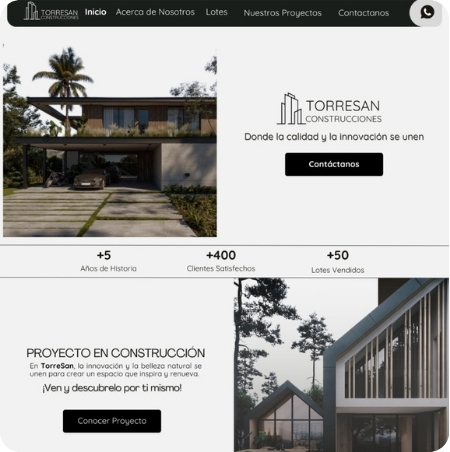 TORRESAN
CONSTRUCCIONES
Inicio Acerca de Nosotros Lotes Nuestros Proyectos Contactanos
TORRESAN
CONSTRUCCIONES
Donde la calidad y la innovación se unen
Contáctanos
+5 +400 +50
Años de Historia Clientes Satisfechos Lotes Vendidos
PROYECTO EN CONSTRUCCIÓN
En TorreSan, la innovación y la belleza natural se
unen para crear un espacio que inspira y renueva.
¡Ven y descubrelo por ti mismo!
Conocer Proyecto